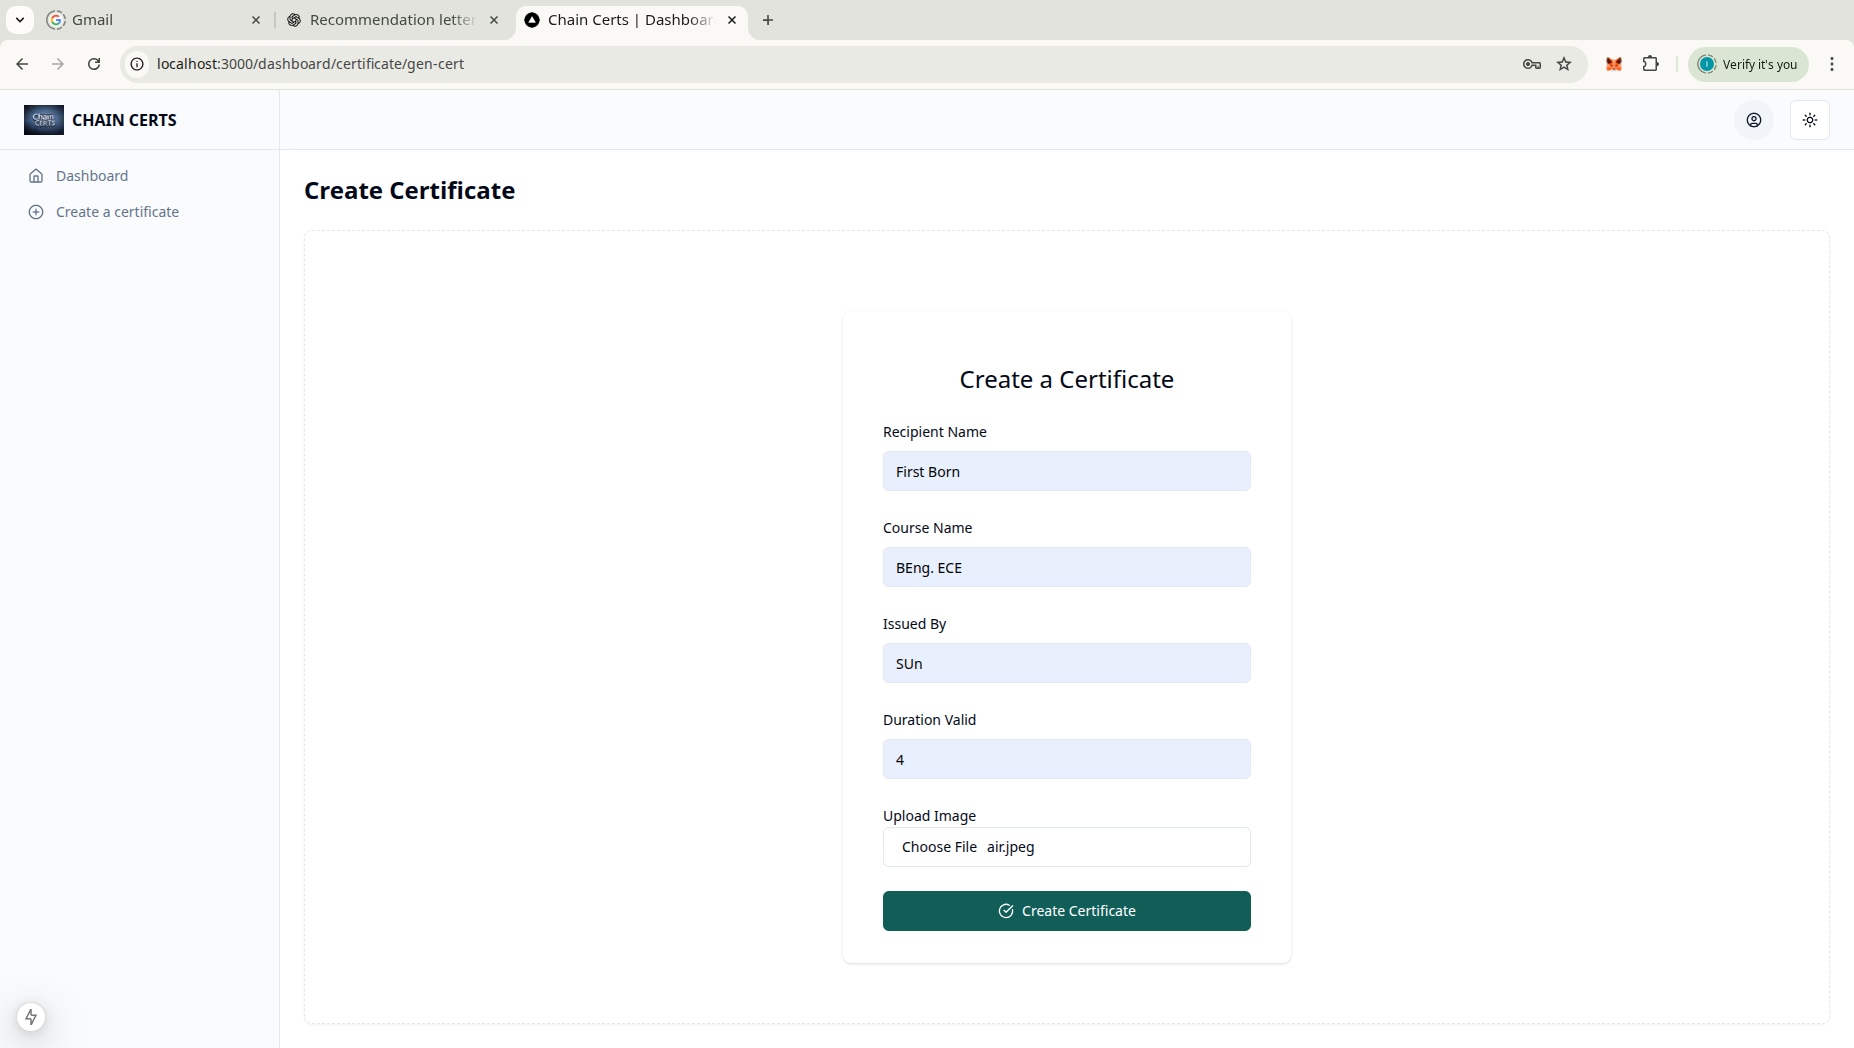 Gmail
Recommendation letter
Chain Certs | Dashboar
localhost:3000/dashboard/certificate/gen-cert
Verify it's you
Chain
CERTS
CHAIN CERTS
Dashboard
Create a certificate
Create Certificate
Create a Certificate
Recipient Name
First Born
Course Name
BEng. ECE
Issued By
SUn
Duration Valid
4
Upload Image
Choose File air.jpeg
Create Certificate